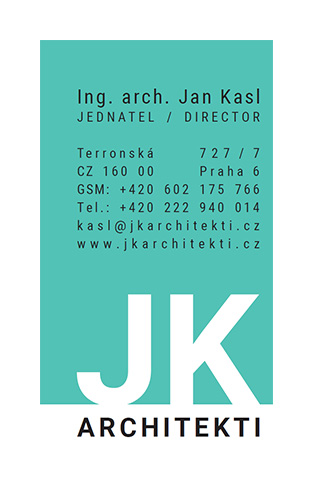 Ing. arch. Jan Kasl
JEDNATEL / DIRECTOR
Terronská 727/7
CZ 160 00 Praha 6
GSM: +420 602 175 766
Tel.: +420 222 940 014
kasl@jkarchitekti.cz
www.jkarchitekti.cz
JK
ARCHITEKTI